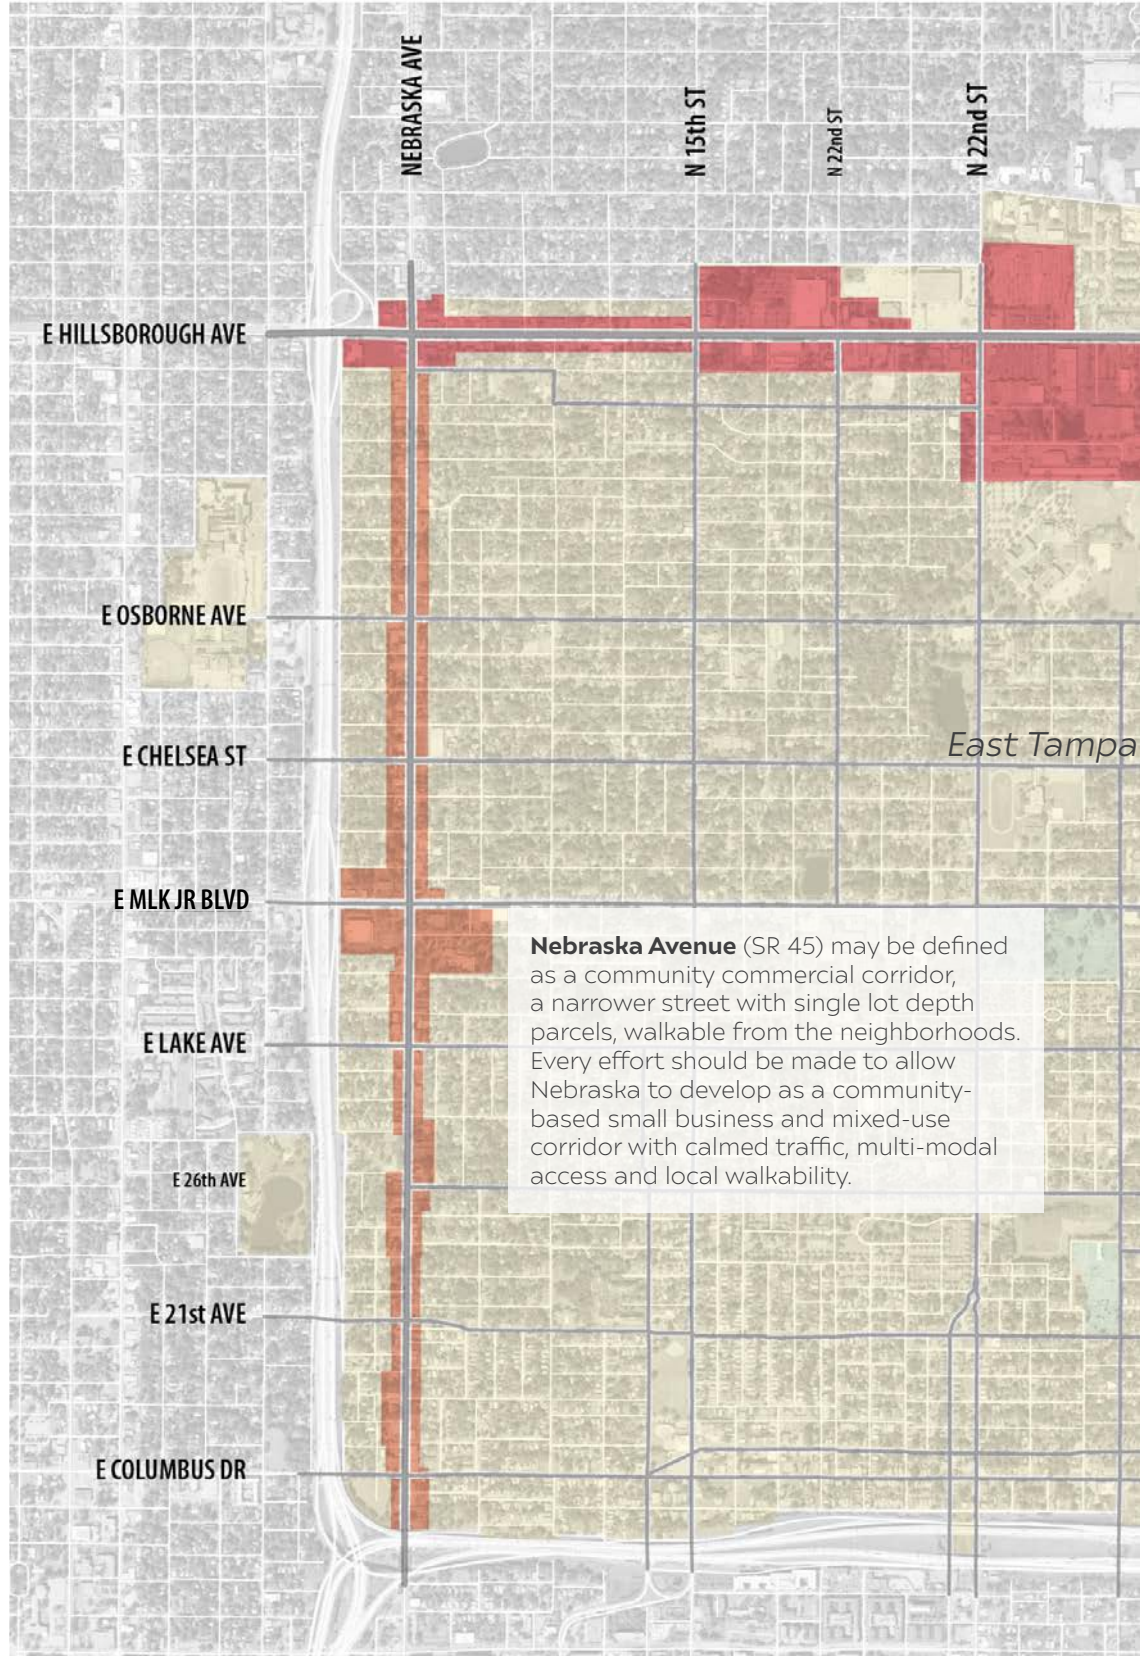 NEBRASKA AVE
N 15th ST
N 22nd ST
N 22nd ST
E HILLSBOROUGH AVE
E OSBORNE AVE
East Tampa
E CHELSEA ST
E MLK JR BLVD
Nebraska Avenue (SR 45) may be defined
as a community commercial corridor,
a narrower street with single lot depth
parcels, walkable from the neighborhoods.
Every effort should be made to allow
Nebraska to develop as a community-
based small business and mixed-use
corridor with calmed traffic, multi-modal
access and local walkability.
E LAKE AVE
E 26th AVE
E 21st AVE
E COLUMBUS DR